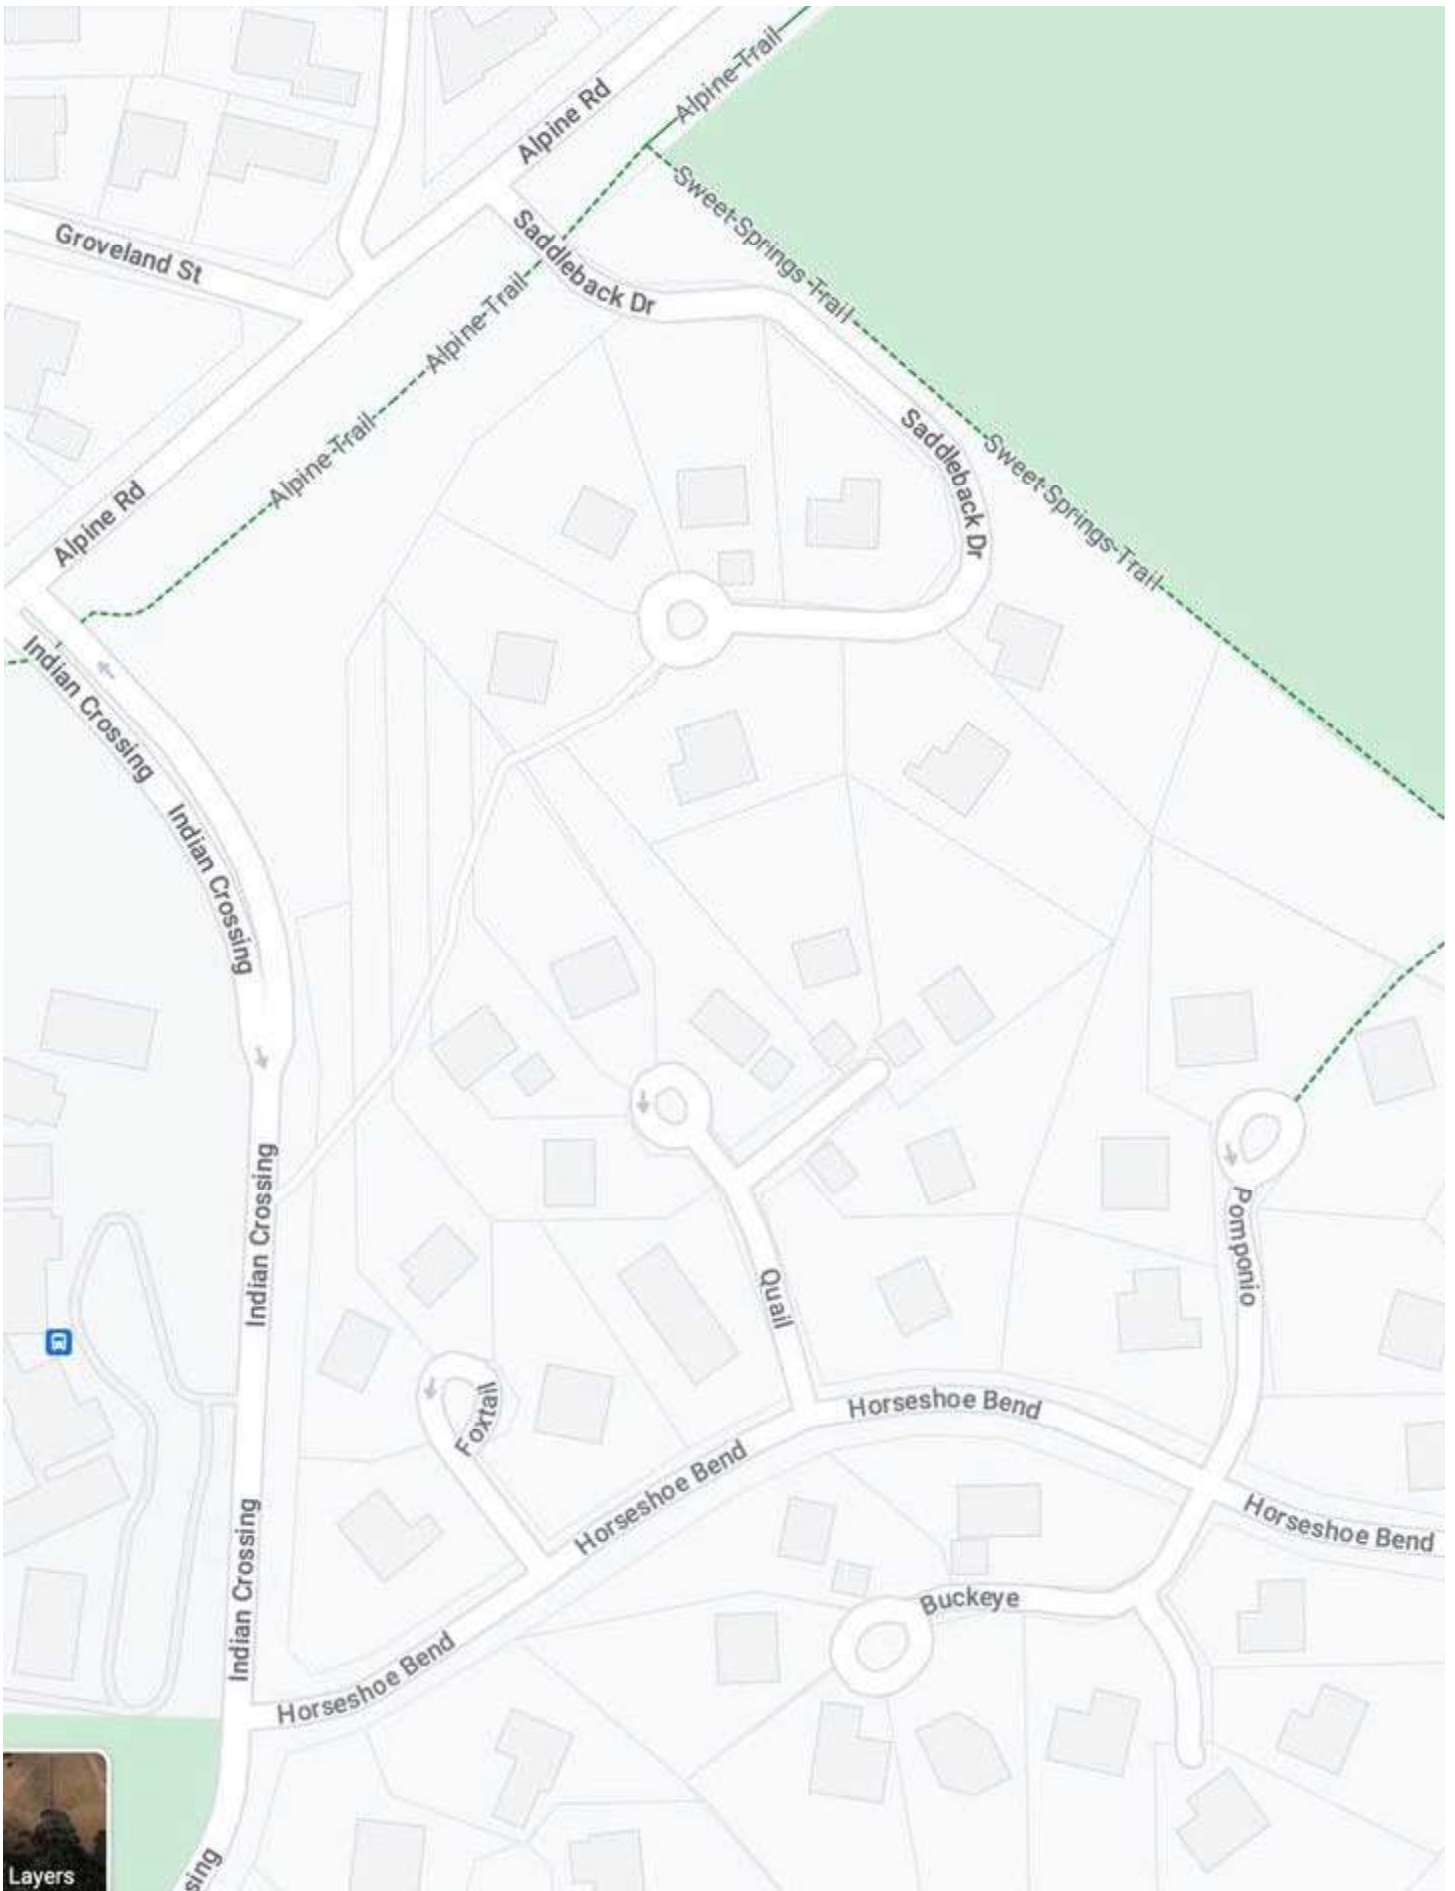 Alpine Trail
Alpine Rd
Sweet Springs Trail
Groveland St
Saddleback Dr
Alpine Trail
Alpine Trail
Saddleback Dr
Sweet Springs Trail
Alpine Rd
Indian Crossing
Indian Crossing
Indian Crossing
Pomponio
Quail
Foxtail
Horseshoe Bend
Horseshoe Bend
Horseshoe Bend
Indian Crossing
Buckeye
Horseshoe Bend
sing
Layers